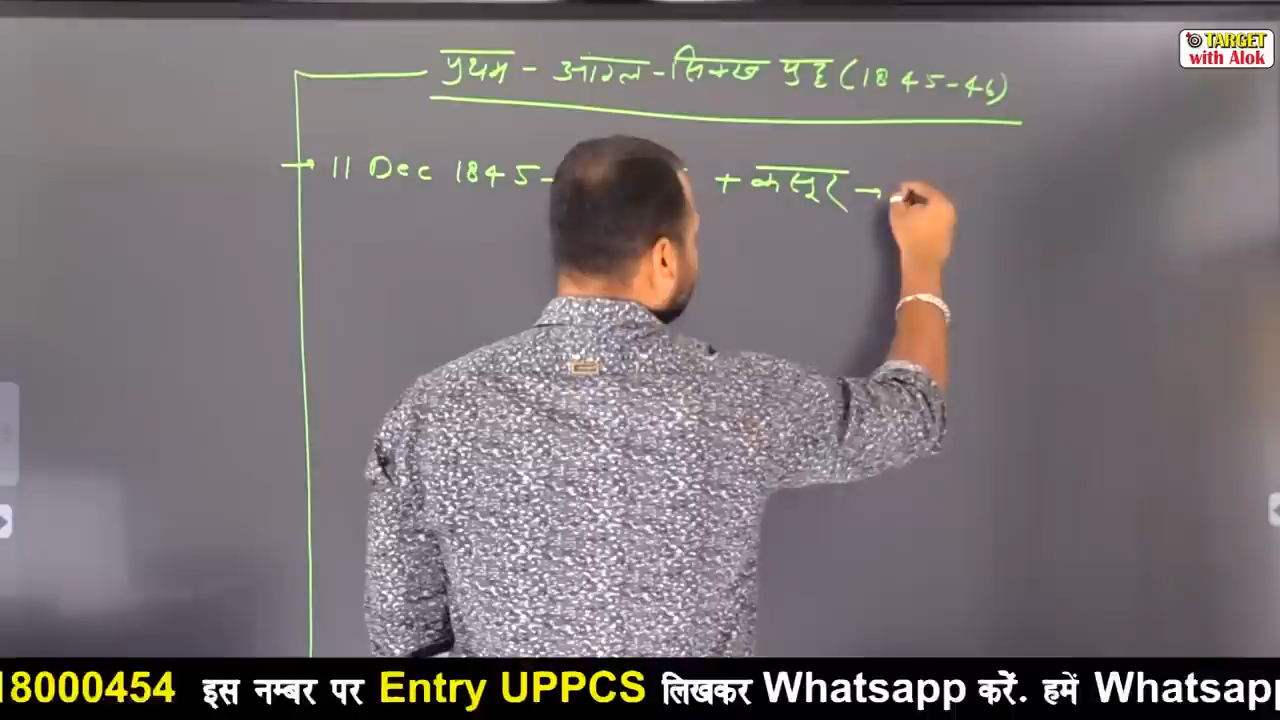 TARGET
with Alok
प्रथम - आंग्ल - सिक्ख युद्ध (1845-46)
→ 11 Dec 1845 - + कसूर →
18000454 इस नम्बर पर Entry UPPCS लिखकर Whatsapp करें. हमें Whatsapp